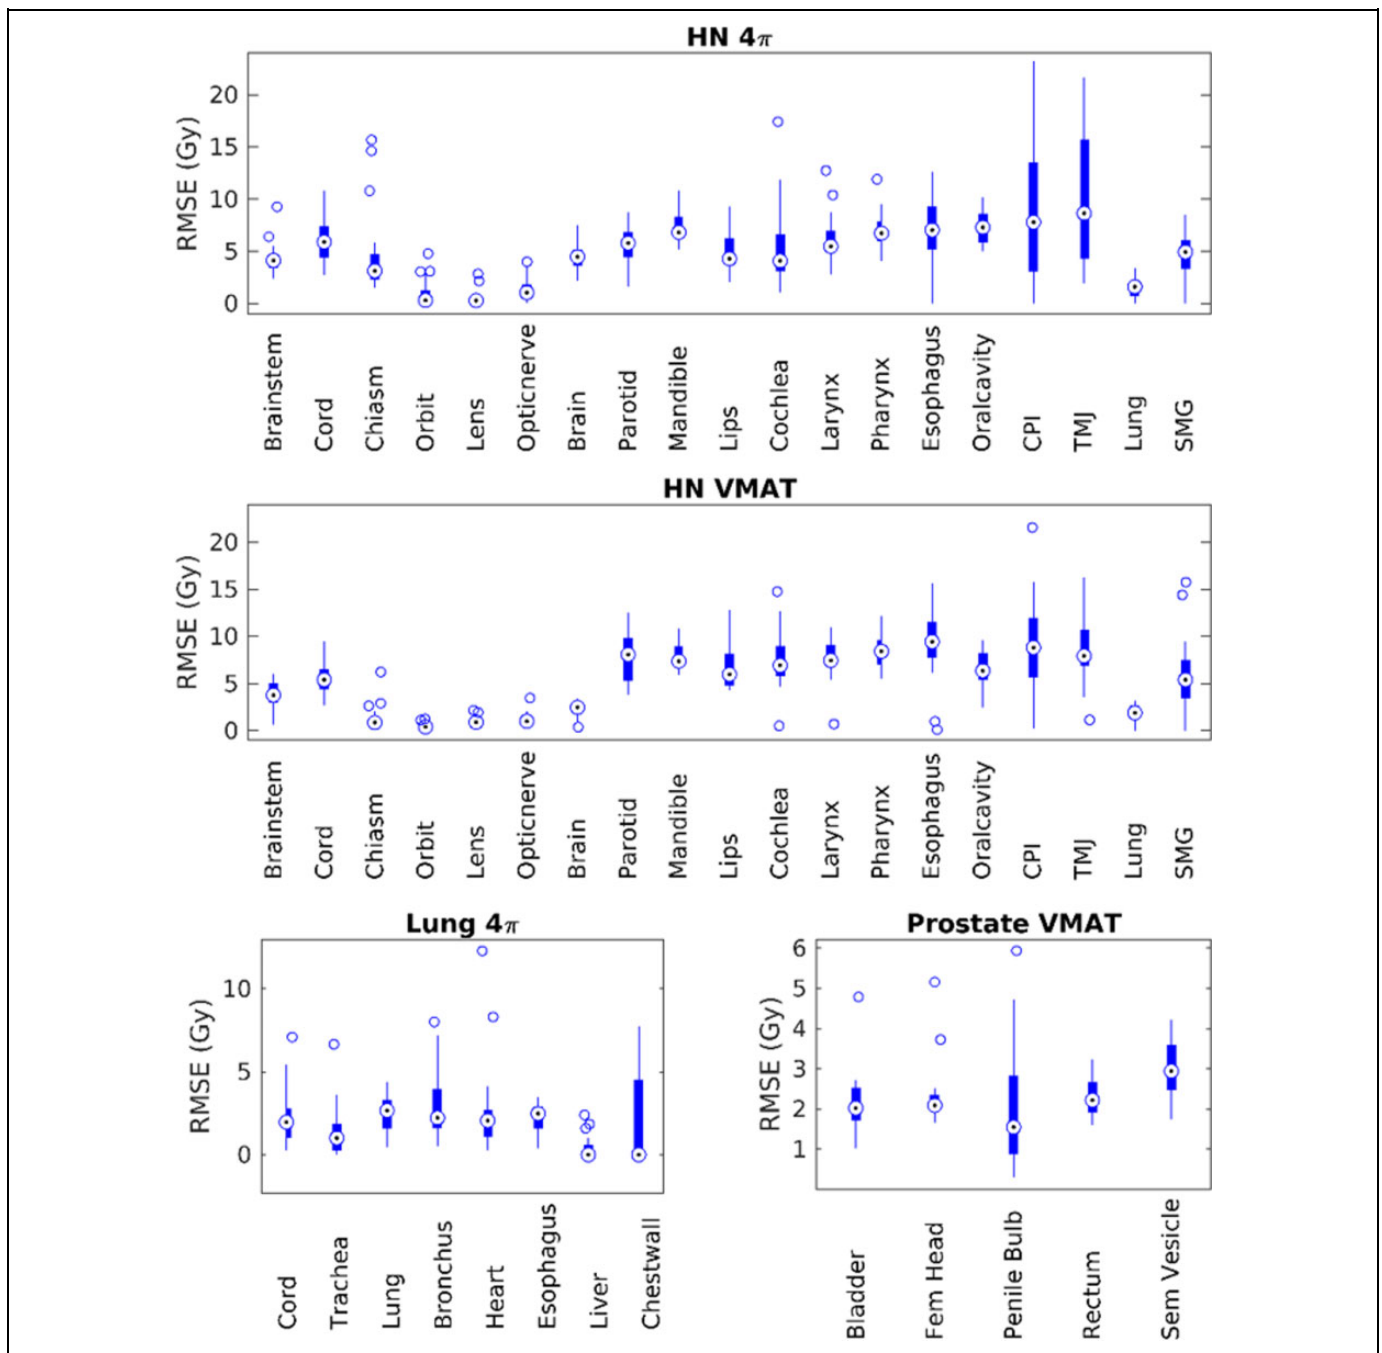 HN 4π
RMSE (Gy)
20
15
10
5
0
Brainstem
Cord
Chiasm
Orbit
Lens
Opticnerve
Brain
Parotid
Mandible
Lips
Cochlea
Larynx
Pharynx
Esophagus
Oralcavity
CPI
TMJ
Lung
SMG
HN VMAT
RMSE (Gy)
20
15
10
5
0
Brainstem
Cord
Chiasm
Orbit
Lens
Opticnerve
Brain
Parotid
Mandible
Lips
Cochlea
Larynx
Pharynx
Esophagus
Oralcavity
CPI
TMJ
Lung
SMG
Lung 4π
RMSE (Gy)
10
5
0
Cord
Trachea
Lung
Bronchus
Heart
Esophagus
Liver
Chestwall
Prostate VMAT
RMSE (Gy)
6
5
4
3
2
1
Bladder
Fem Head
Penile Bulb
Rectum
Sem Vesicle